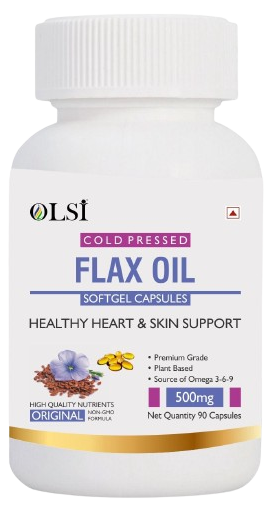 OLSI
COLD PRESSED
FLAX OIL
SOFTGEL CAPSULES
HEALTHY HEART & SKIN SUPPORT
• Premium Grade
• Plant Based
• Source of Omega 3-6-9
HIGH QUALITY NUTRIENTS
ORIGINAL NON-GMO FORMULA
500mg
Net Quantity 90 Capsules